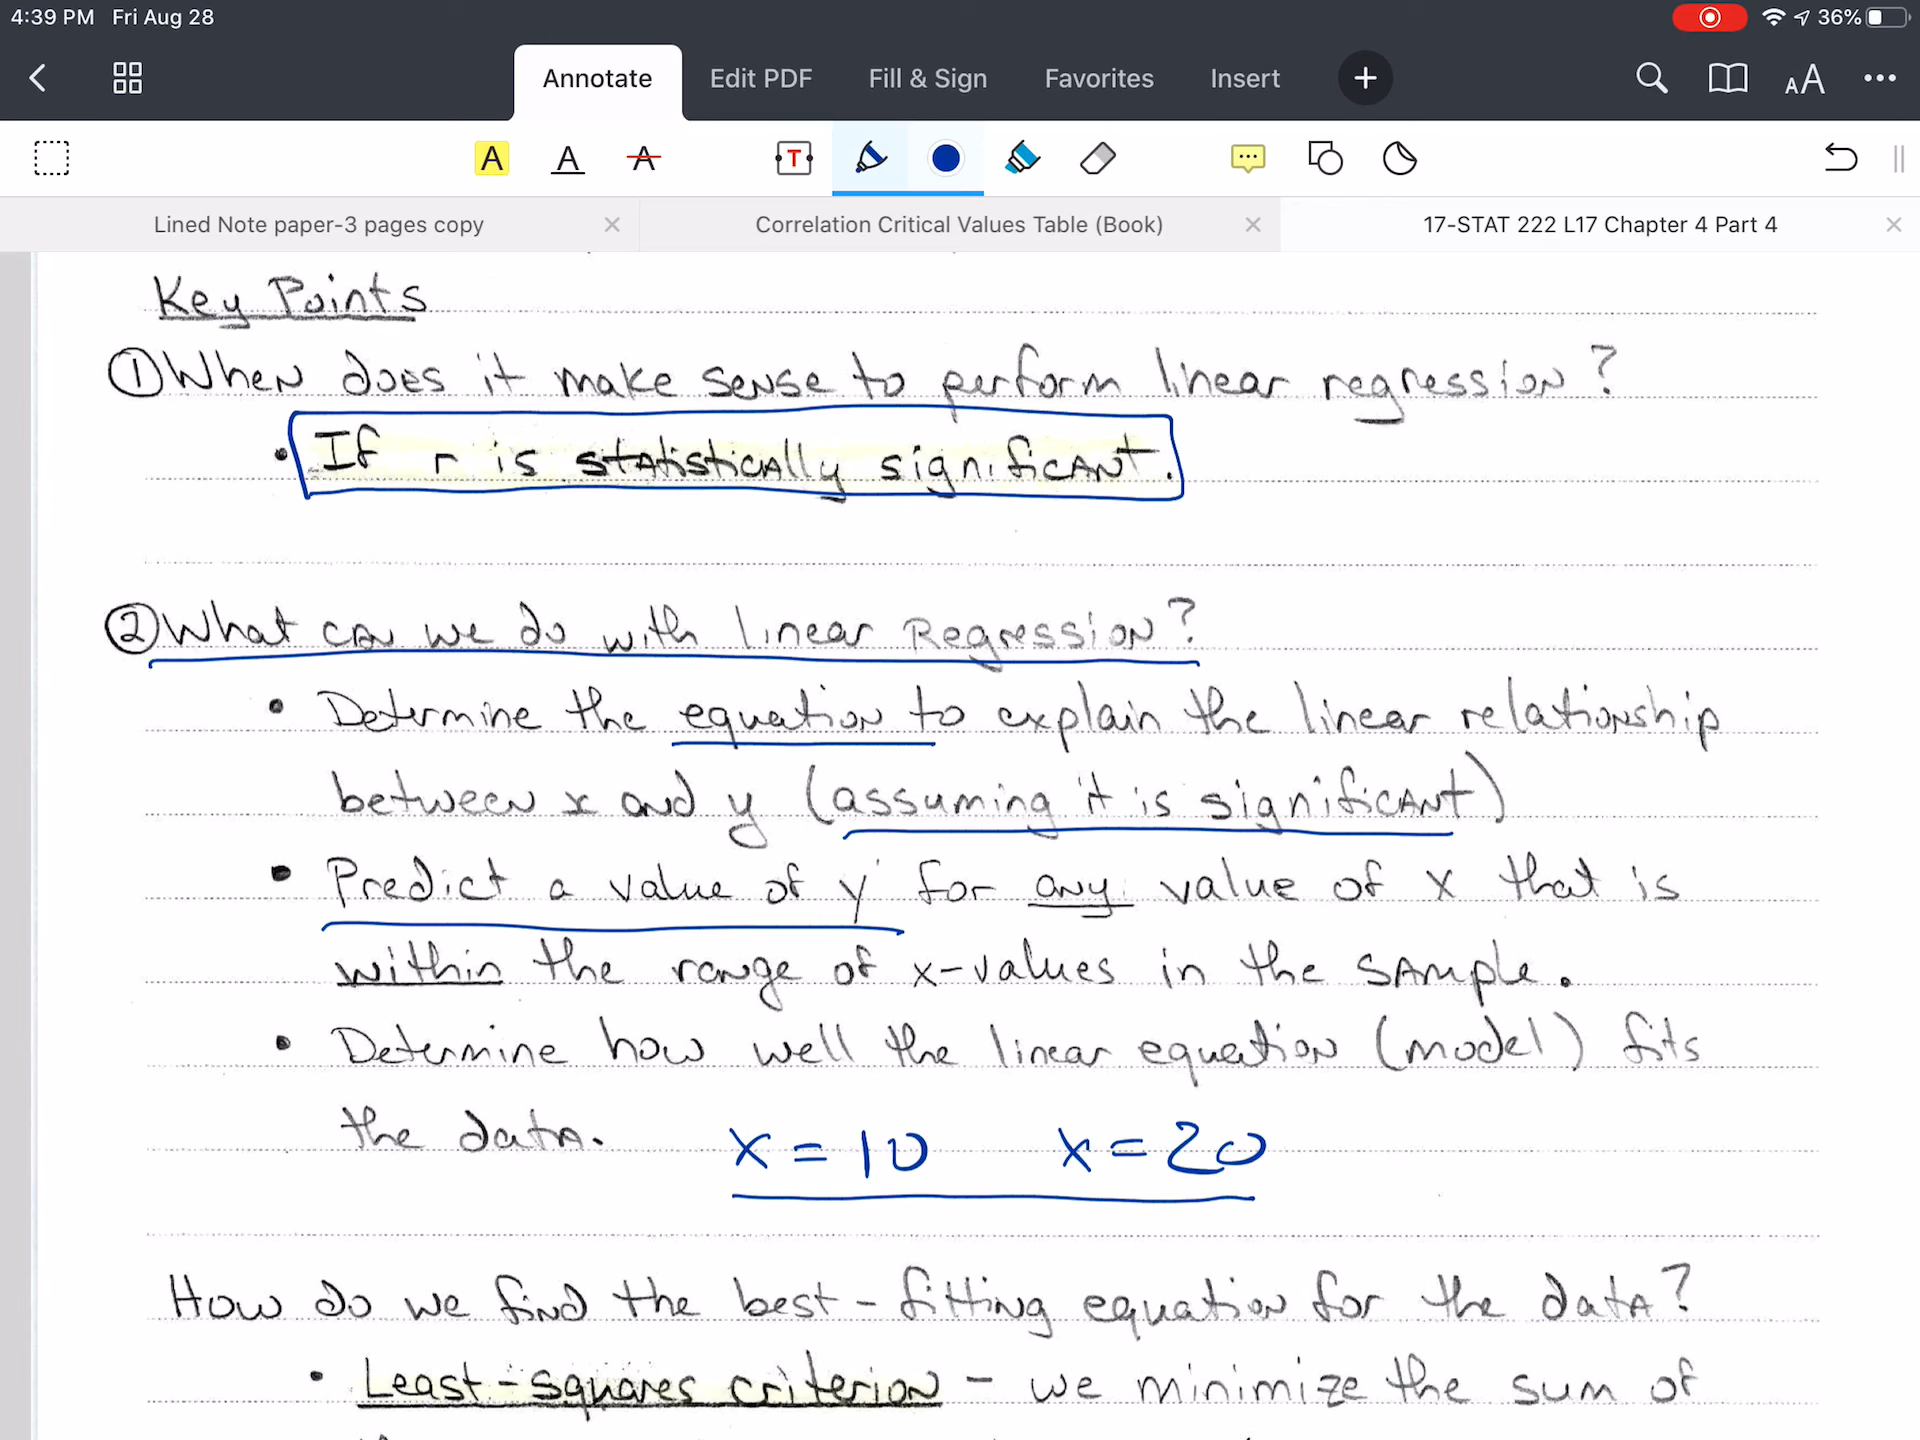 4:39 PM Fri Aug 28 36%
Annotate Edit PDF Fill & Sign Favorites Insert AA
A A A T
Lined Note paper-3 pages copy Correlation Critical Values Table (Book) 17-STAT 222 L17 Chapter 4 Part 4
Key Points
① When does it make sense to perform linear regression?
• If r is statistically significant.
② What can we do with linear Regression?
• Determine the equation to explain the linear relationship
between x and y (assuming it is significant)
• Predict a value of y for any value of x that is
within the range of x-values in the sample.
• Determine how well the linear equation (model) fits
the data. x = 10 x = 20
How do we find the best-fitting equation for the data?
• Least-squares criterion - we minimize the sum of